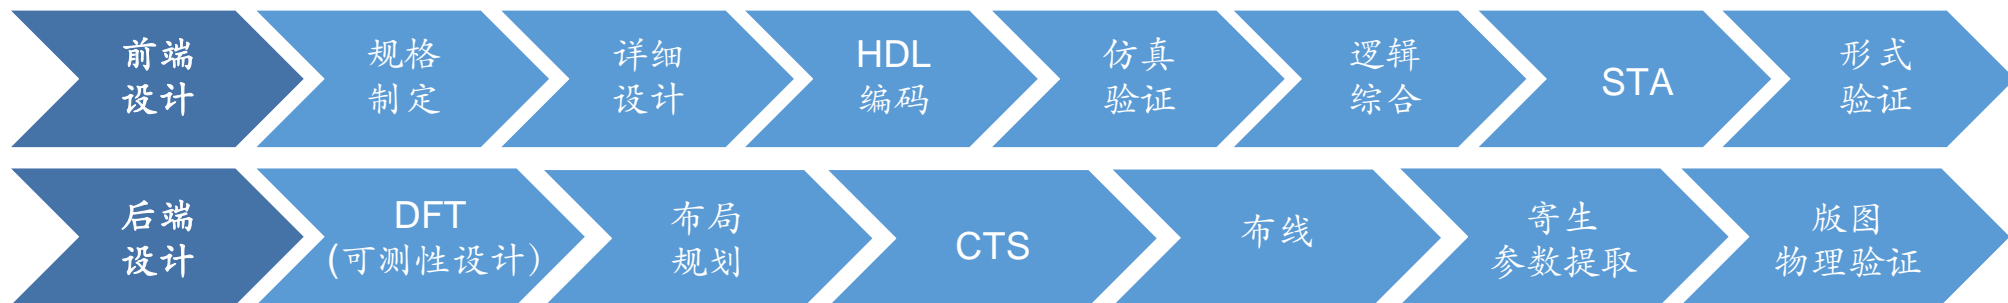 前端
设计
规格
制定
详细
设计
HDL
编码
仿真
验证
逻辑
综合
STA
形式
验证
后端
设计
DFT
(可测性设计）
布局
规划
CTS
布线
寄生
参数提取
版图
物理验证